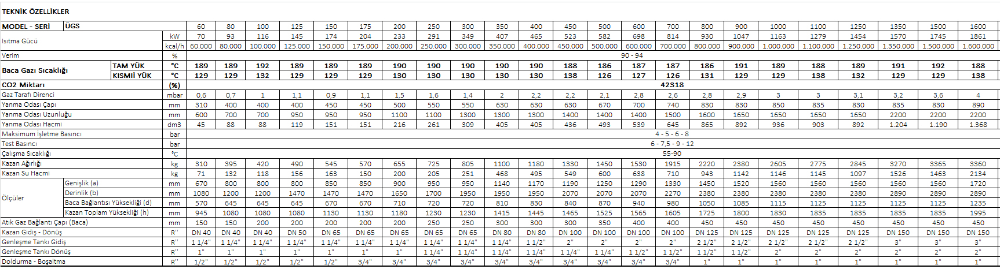 TEKNİK ÖZELLİKLER
MODEL - SERİ ÜGS 60 80 100 125 150 175 200 250 300 350 400 450 500 600 700 800 900 1000 1100 1250 1350 1500 1600
Isıtma Gücü kW 70 93 116 145 174 204 233 291 349 407 465 523 582 698 814 930 1047 1163 1279 1454 1570 1745 1861
kcal/h 60.000 80.000 100.000 125.000 150.000 175.000 200.000 250.000 300.000 350.000 400.000 450.000 500.000 600.000 700.000 800.000 900.000 1.000.000 1.100.000 1.250.000 1.350.000 1.500.000 1.600.000
Verim % 90 - 94
Baca Gazı Sıcaklığı TAM YÜK °C 189 189 192 189 189 189 190 190 190 190 190 188 186 187 187 186 191 189 188 189 191 192 188
KISMİİ YÜK °C 129 129 132 129 129 129 130 130 130 130 130 138 126 127 126 131 129 129 138 132 129 129 138
CO2 Miktarı (%) 42318
Gaz Tarafı Direnci mbar 0,6 0,7 1 1,1 0,9 1,1 1,5 1,6 1,4 2 2,2 2,2 2,1 2,8 2,6 2,8 2,9 3 3 3,1 3,2 3,6 4
Yanma Odası Çapı mm 310 400 400 400 450 450 500 550 550 630 630 630 670 700 740 830 830 850 835 830 835 830 890
Yanma Odası Uzunluğu mm 600 700 700 950 950 950 1100 1100 1300 1300 1300 1400 1400 1400 1500 1600 1650 1650 1650 1650 2200 2200 2200
Yanma Odası Hacmi dm3 45 88 88 119 151 151 216 261 309 405 405 436 493 539 645 865 892 936 903 892 1.204 1.190 1.368
Maksimum İşletme Basıncı bar 4 - 5 - 6 - 8
Test Basıncı bar 6 - 7,5 - 9 - 12
Çalışma Sıcaklığı °C 55-90
Kazan Ağırlığı kg 310 395 420 490 545 570 655 725 805 1100 1180 1330 1450 1530 1915 2220 2380 2605 2775 2845 3270 3365 3360
Kazan Su Hacmi kg 71 132 118 156 163 150 200 205 251 468 495 549 600 638 710 943 1142 1146 1145 1097 1526 1463 2134
Ölçüler Genişlik (a) mm 670 800 800 800 850 850 900 950 950 1140 1170 1190 1250 1290 1330 1450 1520 1560 1560 1560 1560 1560 1720
Derinlik (b) mm 1080 1200 1200 1470 1470 1470 1650 1700 1950 1950 1950 2070 2070 2070 2270 2380 2380 2380 2380 2380 2890 2890 2890
Baca Bağlantısı Yüksekliği (d) mm 570 645 645 645 670 670 710 720 720 810 830 840 870 940 980 1050 1085 1115 1125 1125 1125 1125 1235
Kazan Toplam Yüksekliği (h) mm 945 1080 1080 1080 1130 1130 1180 1230 1230 1415 1445 1465 1525 1565 1605 1725 1800 1830 1835 1835 1835 1835 1995
Atık Gaz Bağlantı Çapı (Baca) mm 150 150 200 200 200 200 200 250 250 300 300 300 350 400 400 450 450 450 450 450 450 450 450
Kazan Gidiş - Dönüş R'' DN 40 DN 40 DN 40 DN 50 DN 65 DN 65 DN 65 DN 65 DN 65 DN 80 DN 80 DN 100 DN 100 DN 100 DN 100 DN 125 DN 125 DN 125 DN 125 DN 125 DN 150 DN 150 DN 150
Genleşme Tankı Gidiş R'' 1 1/4" 1 1/4" 1 1/4" 1 1/4" 1 1/4" 1 1/4" 1 1/4" 1 1/4" 1 1/4" 1 1/4" 1 1/2" 2" 2" 2" 2" 2 1/2" 2 1/2" 2 1/2" 2 1/2" 2 1/2" 3" 3" 3"
Genleşme Tankı Dönüş R'' 1" 1" 1" 1" 1" 1" 1" 1 1/4" 1 1/4" 1 1/4" 1 1/4" 1 1/4" 1 1/4" 1 1/2" 1 1/2" 1 1/2" 1 1/2" 2" 2" 2" 2" 2" 2"
Doldurma - Boşaltma R'' 1/2" 1/2" 1/2" 1/2" 1/2" 3/4" 3/4" 3/4" 3/4" 3/4" 3/4" 3/4" 3/4" 3/4" 3/4" 1" 1" 1" 1" 1" 1" 1" 1"